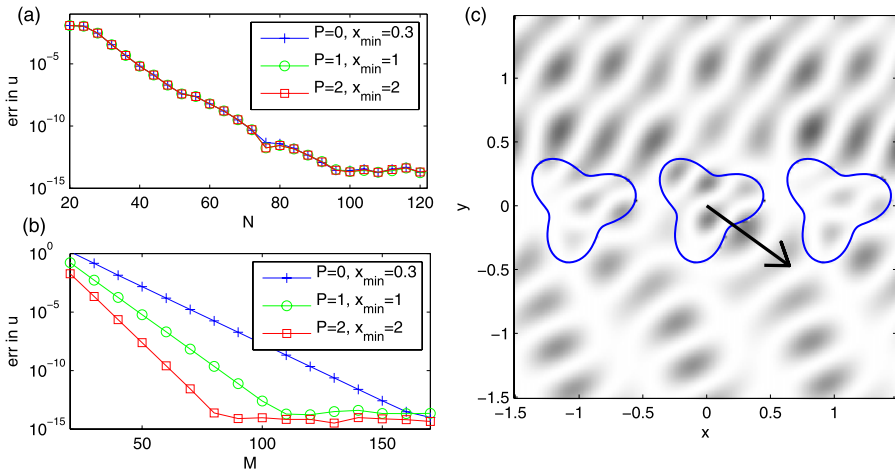 (a)
err in u
10^-5
10^-10
10^-15
20 40 60 80 100 120
N
P=0, x_min=0.3
P=1, x_min=1
P=2, x_min=2
(b)
err in u
10^0
10^-5
10^-10
10^-15
50 100 150
M
P=0, x_min=0.3
P=1, x_min=1
P=2, x_min=2
(c)
y
1
0.5
0
-0.5
-1
-1.5
-1.5 -1 -0.5 0 0.5 1
x